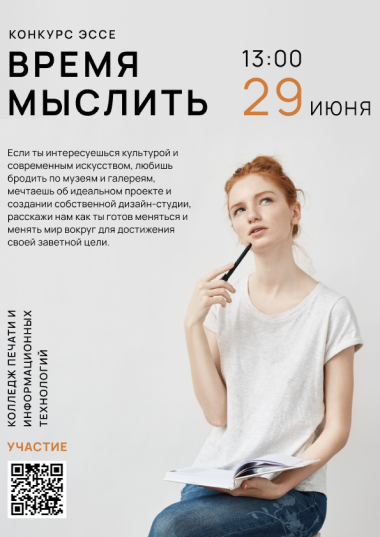 КОНКУРС ЭССЕ
ВРЕМЯ
МЫСЛИТЬ
13:00
29 ИЮНЯ
Если ты интересуешься культурой и
современным искусством, любишь
бродить по музеям и галереям,
мечтаешь об идеальном проекте и
создании собственной дизайн-студии,
расскажи нам как ты готов меняться и
менять мир вокруг для достижения
своей заветной цели.
КОЛЛЕДЖ ПЕЧАТИ И
ИНФОРМАЦИОННЫХ
ТЕХНОЛОГИЙ
УЧАСТИЕ